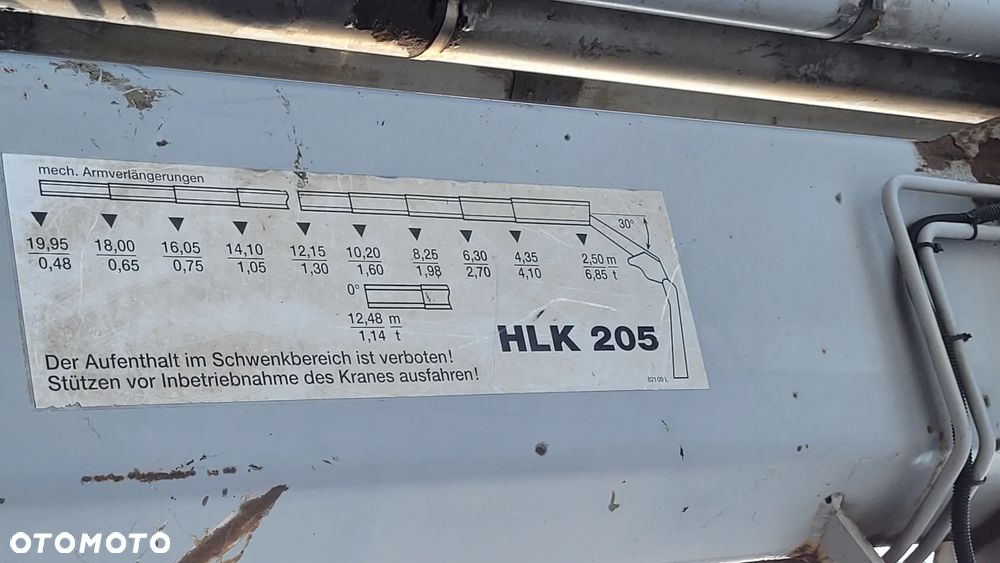 mech. Armverlängerungen
30°
19,95 18,00 16,05 14,10 12,15 10,20 8,25 6,30 4,35 2,50 m
0,48 0,65 0,75 1,05 1,30 1,60 1,98 2,70 4,10 6,85 t
0°
12,48 m
1,14 t
HLK 205
Der Aufenthalt im Schwenkbereich ist verboten!
Stützen vor Inbetriebnahme des Kranes ausfahren!
82109 L
OTOMOTO